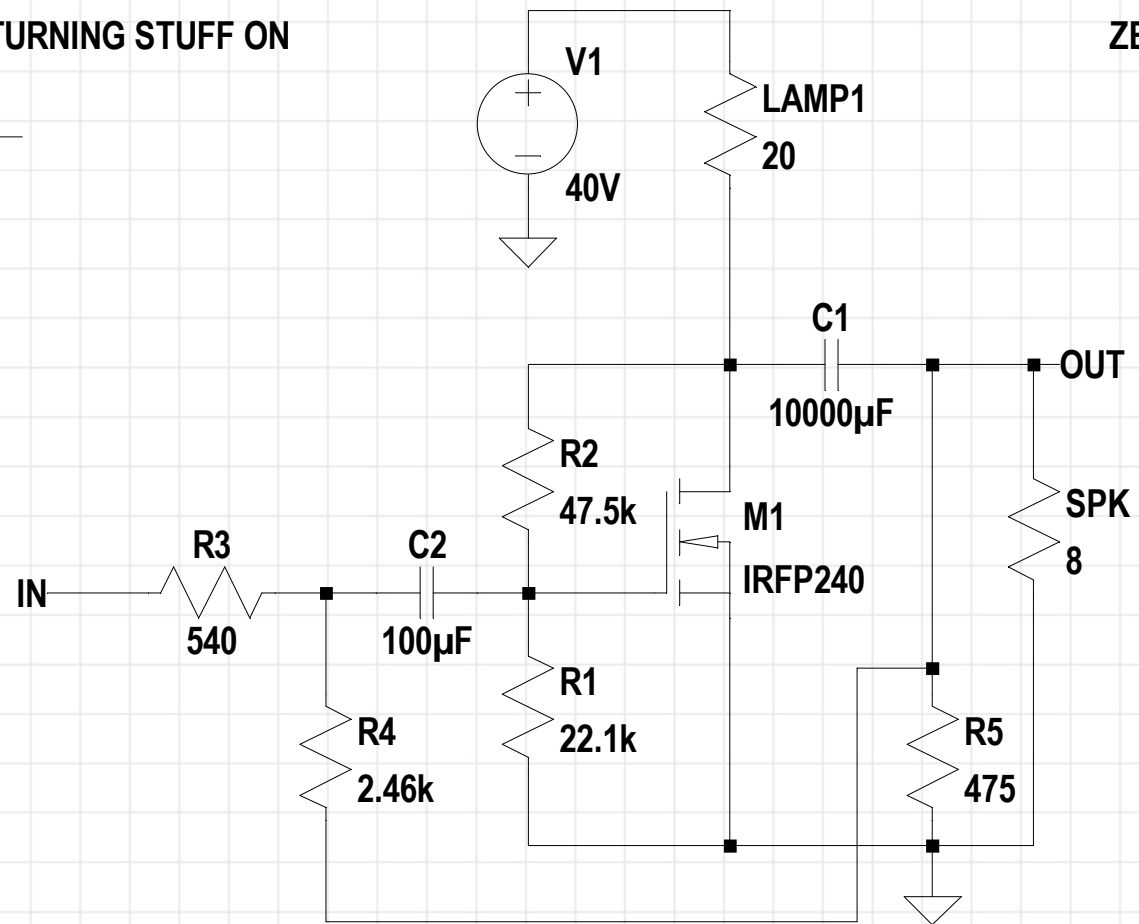 TURNING STUFF ON
ZE
V1
40V
LAMP1
20
C1
10000µF
OUT
R2
47.5k
M1
IRFP240
SPK
8
R3
540
C2
100µF
IN
R1
22.1k
R4
2.46k
R5
475